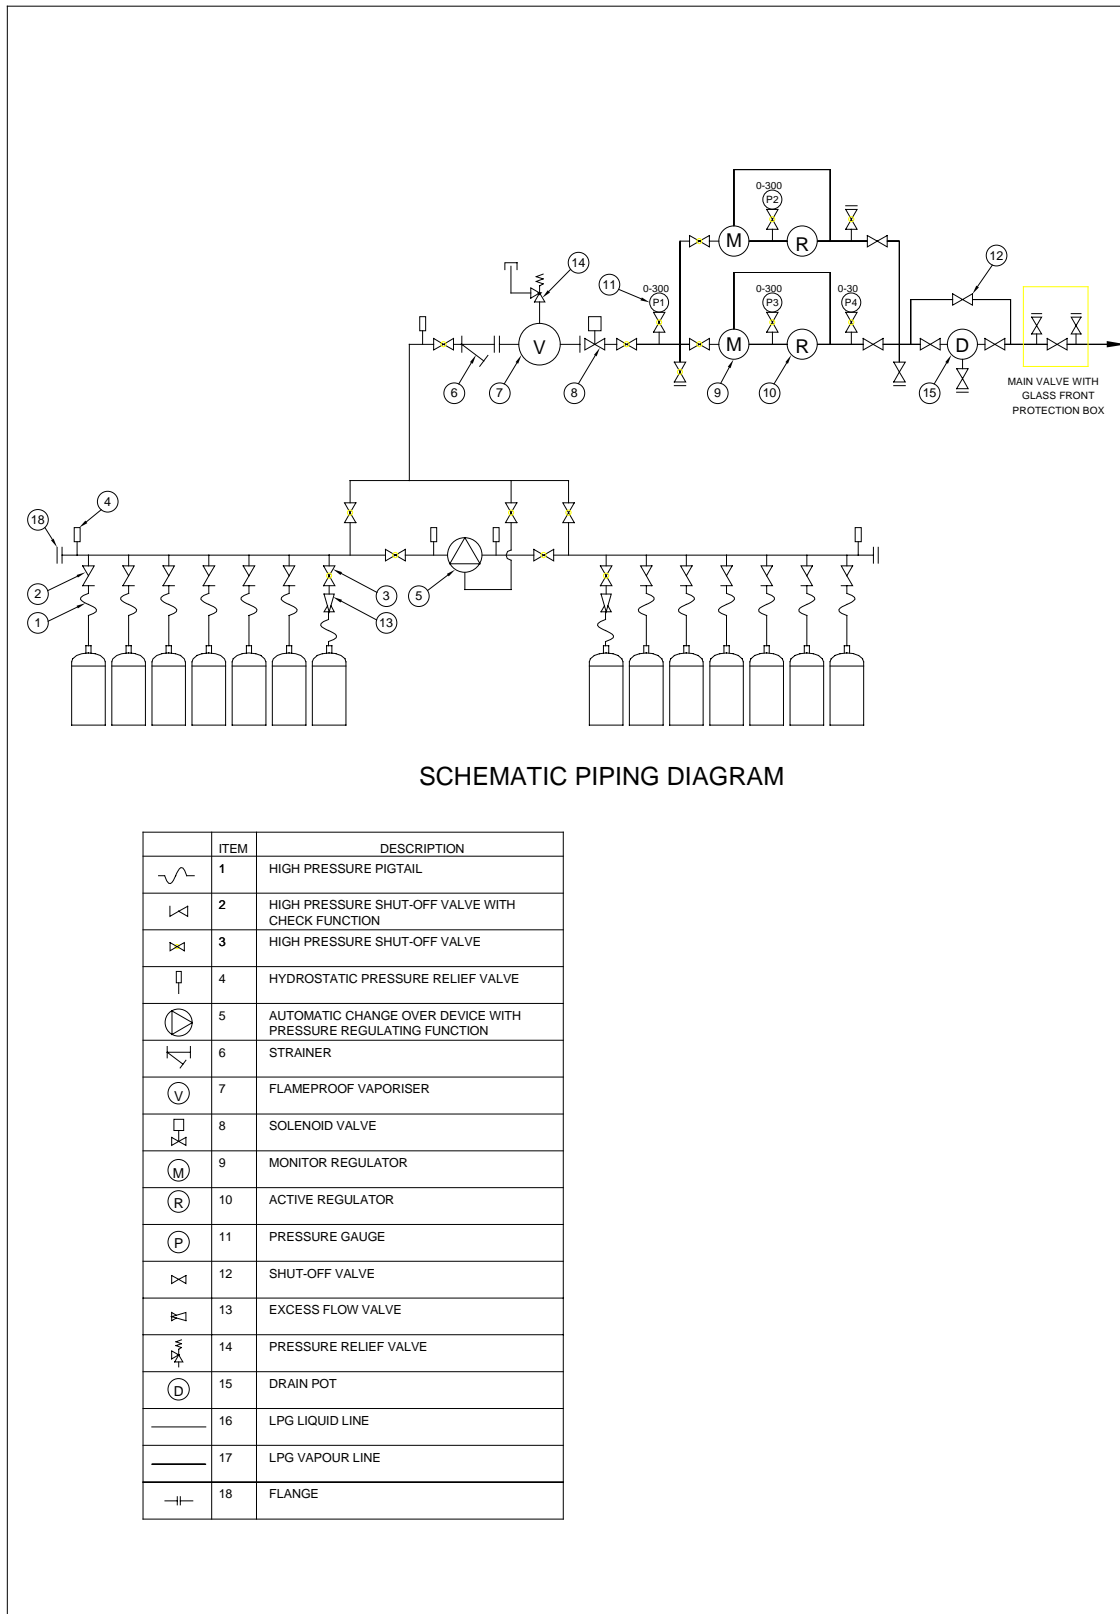 0-300
P2
M
R
14
12
11
0-300
P1
0-300
P3
0-30
P4
V
M
R
D
6
7
8
9
10
15
MAIN VALVE WITH
GLASS FRONT
PROTECTION BOX
4
18
2
1
3
13
5
SCHEMATIC PIPING DIAGRAM
ITEM DESCRIPTION
1 HIGH PRESSURE PIGTAIL
2 HIGH PRESSURE SHUT-OFF VALVE WITH
CHECK FUNCTION
3 HIGH PRESSURE SHUT-OFF VALVE
4 HYDROSTATIC PRESSURE RELIEF VALVE
5 AUTOMATIC CHANGE OVER DEVICE WITH
PRESSURE REGULATING FUNCTION
6 STRAINER
V 7 FLAMEPROOF VAPORISER
8 SOLENOID VALVE
M 9 MONITOR REGULATOR
R 10 ACTIVE REGULATOR
P 11 PRESSURE GAUGE
12 SHUT-OFF VALVE
13 EXCESS FLOW VALVE
14 PRESSURE RELIEF VALVE
D 15 DRAIN POT
16 LPG LIQUID LINE
17 LPG VAPOUR LINE
18 FLANGE